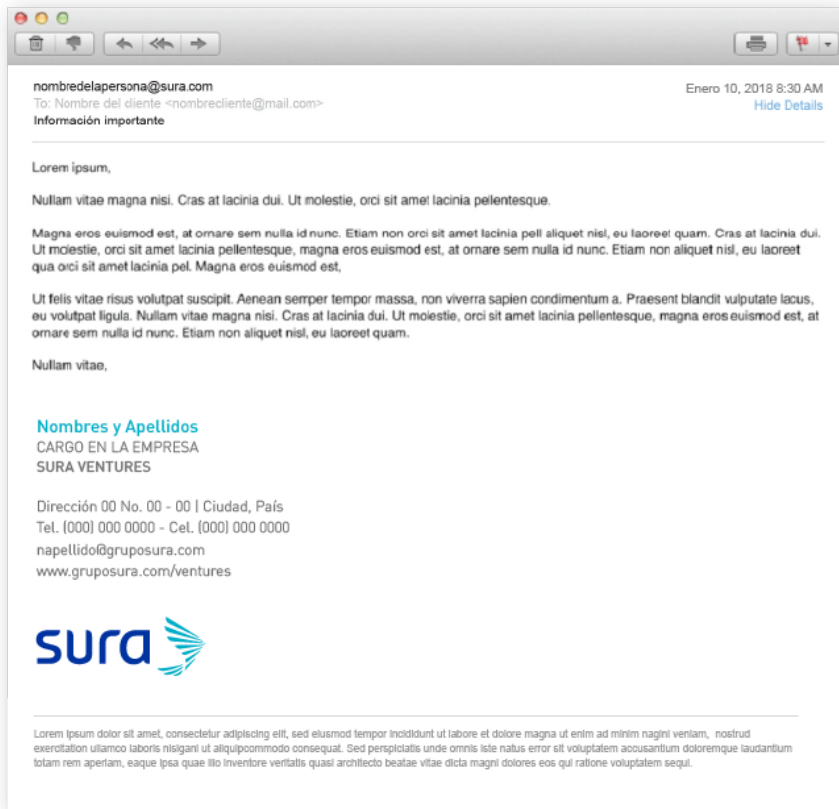 nombredelapersona@sura.com
Enero 10, 2018 8:30 AM
To: Nombre del cliente <nombrecliente@mail.com>
Hide Details
Información importante
Lorem ipsum,
Nullam vitae magna nisi. Cras at lacinia dui. Ut molestie, orci sit amet lacinia pellentesque.
Magna eros euismod est, at ornare sem nulla id nunc. Etiam non orci sit amet lacinia pell aliquet nisl, eu laoreet quam. Cras at lacinia dui.
Ut molestie, orci sit amet lacinia pellentesque, magna eros euismod est, at ornare sem nulla id nunc. Etiam non aliquet nisl, eu laoreet
qua orci sit amet lacinia pel. Magna eros euismod est,
Ut felis vitae risus volutpat suscipit. Aenean semper tempor massa, non viverra sapien condimentum a. Praesent blandit vulputate lacus,
eu volutpat ligula. Nullam vitae magna nisi. Cras at lacinia dui. Ut molestie, orci sit amet lacinia pellentesque, magna eros euismod est, at
ornare sem nulla id nunc. Etiam non aliquet nisl, eu laoreet quam.
Nullam vitae,
Nombres y Apellidos
CARGO EN LA EMPRESA
SURA VENTURES
Dirección 00 No. 00 - 00 | Ciudad, País
Tel. (000) 000 0000 - Cel. (000) 000 0000
napellido@gruposura.com
www.gruposura.com/ventures
sura
Lorem ipsum dolor sit amet, consectetur adipiscing elit, sed eiusmod tempor incididunt ut labore et dolore magna ut enim ad minim nagini veniam, nostrud
exercitation ullamco laboris nisigani ut aliquipcommodo consequat. Sed perspiciatis unde omnis iste natus error sit voluptatem accusantium doloremque laudantium
totam rem aperiam, eaque ipsa quae illo inventore veritatis quasi architecto beatae vitae dicta magni dolores eos qui ratione voluptatem sequi.